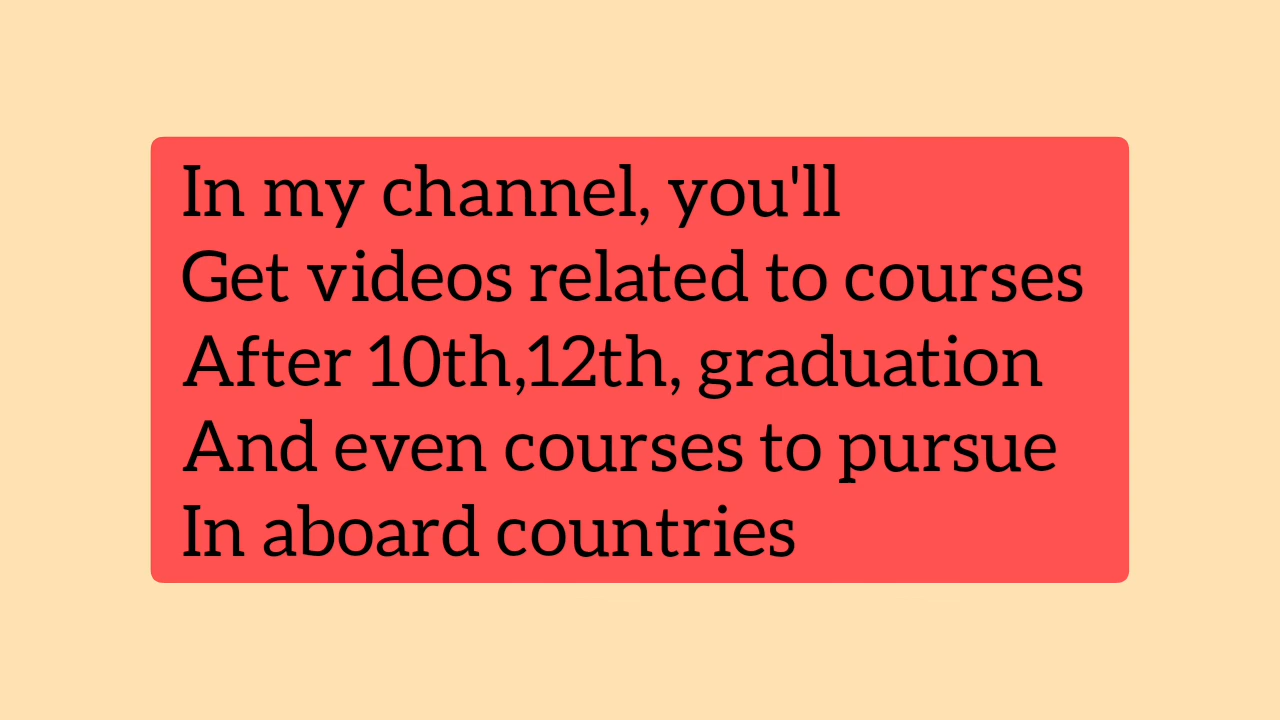 In my channel, you'll
Get videos related to courses
After 10th,12th, graduation
And even courses to pursue
In aboard countries